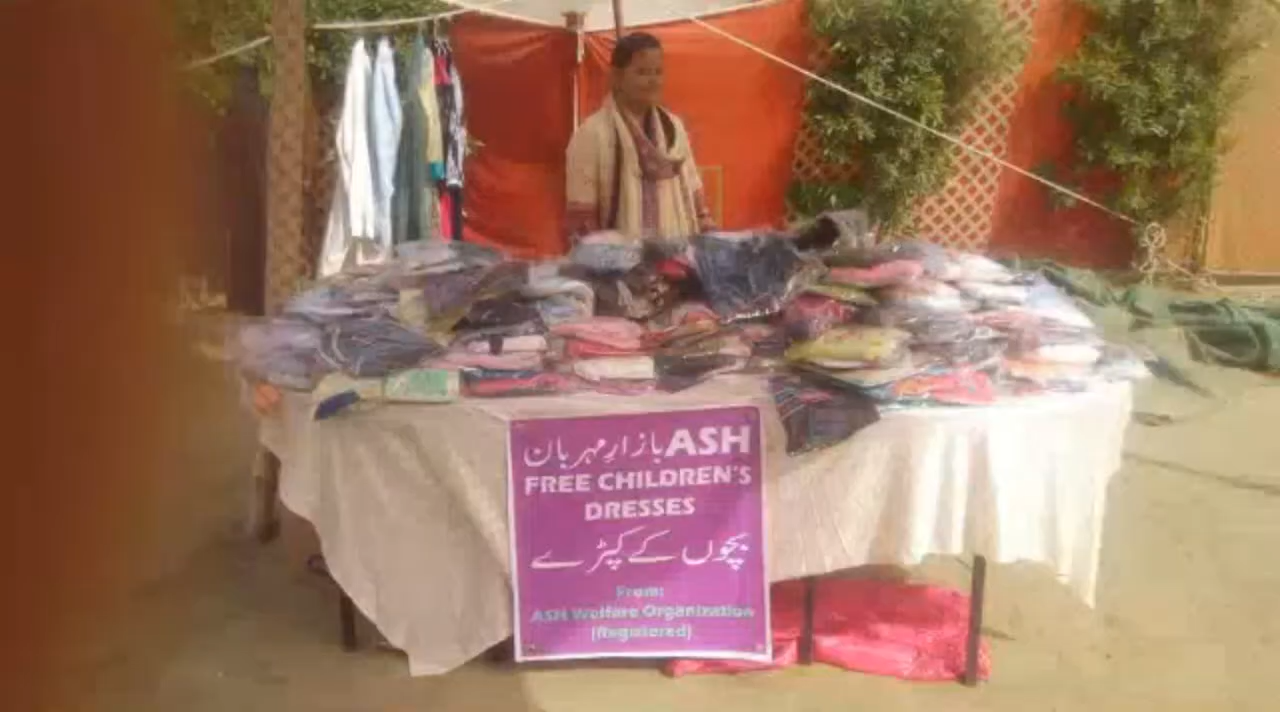 ASH بازارِ مہربان
FREE CHILDREN'S
DRESSES
بچوں کے کپڑے
From:
ASH Welfare Organization
(Registered)